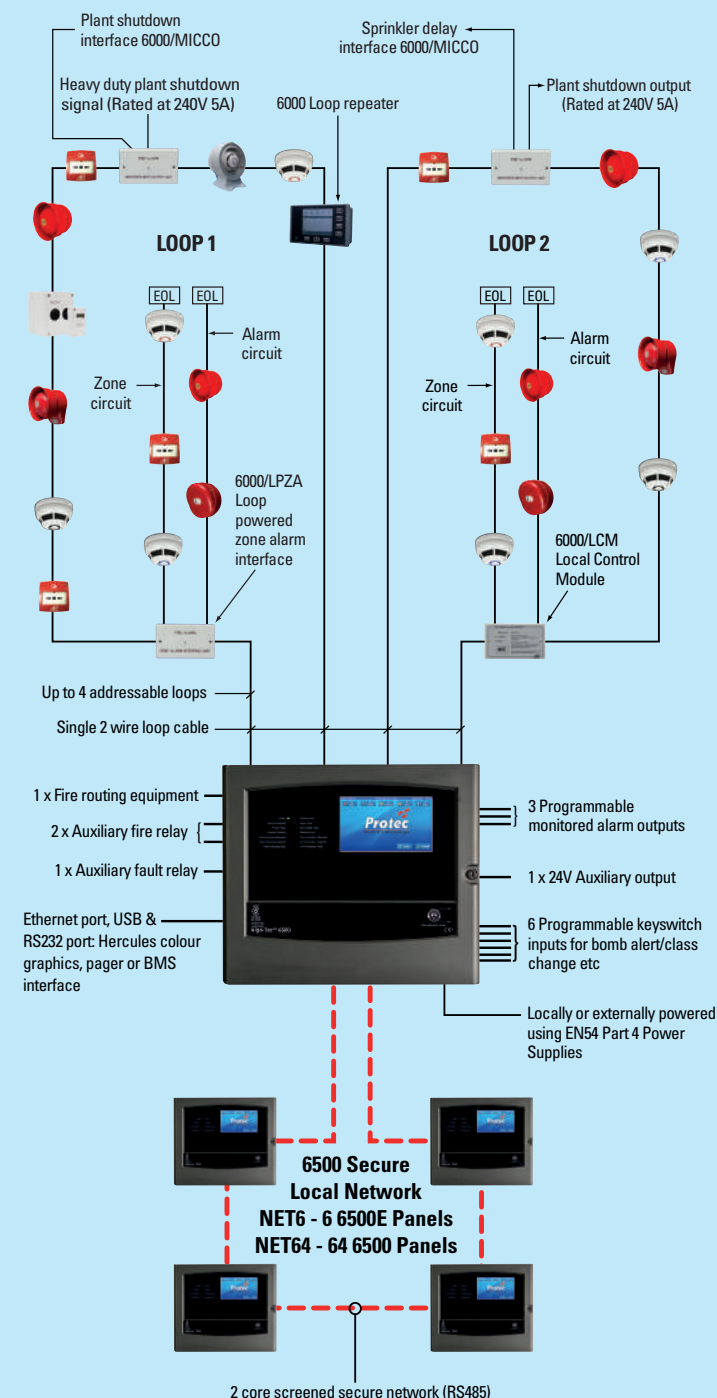 Plant shutdown
interface 6000/MICCO
Heavy duty plant shutdown
signal (Rated at 240V 5A)
6000 Loop repeater
Sprinkler delay
interface 6000/MICCO
Plant shutdown output
(Rated at 240V 5A)
LOOP 1
LOOP 2
EOL
EOL
Alarm
circuit
Zone
circuit
6000/LPZA
Loop
powered
zone alarm
interface
EOL
EOL
Alarm
circuit
Zone
circuit
6000/LCM
Local Control
Module
Up to 4 addressable loops
Single 2 wire loop cable
1 x Fire routing equipment
2 x Auxiliary fire relay
1 x Auxiliary fault relay
Ethernet port, USB &
RS232 port: Hercules colour
graphics, pager or BMS
interface
Protec
3 Programmable
monitored alarm outputs
1 x 24V Auxiliary output
6 Programmable keyswitch
inputs for bomb alert/class
change etc
Locally or externally powered
using EN54 Part 4 Power
Supplies
Protec
Protec
6500 Secure
Local Network
NET6 - 6 6500E Panels
NET64 - 64 6500 Panels
Protec
Protec
2 core screened secure network (RS485)